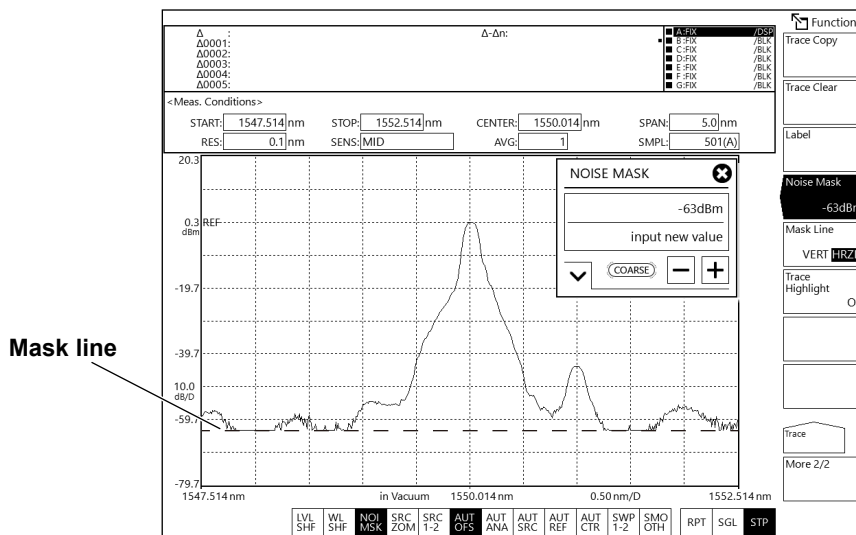 Function
Δ : Δ-Δn:
Δ0001:
Δ0002:
Δ0003:
Δ0004:
Δ0005:
A:FIX /DSP
B:FIX /BLK
C:FIX /BLK
D:FIX /BLK
E:FIX /BLK
F:FIX /BLK
G:FIX /BLK
<Meas. Conditions>
START: 1547.514 nm STOP: 1552.514 nm CENTER: 1550.014 nm SPAN: 5.0 nm
RES: 0.1 nm SENS: MID AVG: 1 SMPL: 501(A)
20.3
0.3 REF
dBm
-19.7
-39.7
10.0
dB/D
-59.7
-79.7
NOISE MASK
-63dBm
input new value
COARSE
Mask line
1547.514 nm in Vacuum 1550.014 nm 0.50 nm/D 1552.514 nm
LVL SHF
WL SHF
NOI MSK
SRC ZOM
SRC 1-2
AUT OFS
AUT ANA
AUT SRC
AUT REF
AUT CTR
SWP 1-2
SMO OTH
RPT
SGL
STP
Trace Copy
Trace Clear
Label
Noise Mask
-63dBm
Mask Line
VERT HRZ
Trace
Highlight
Trace
More 2/2